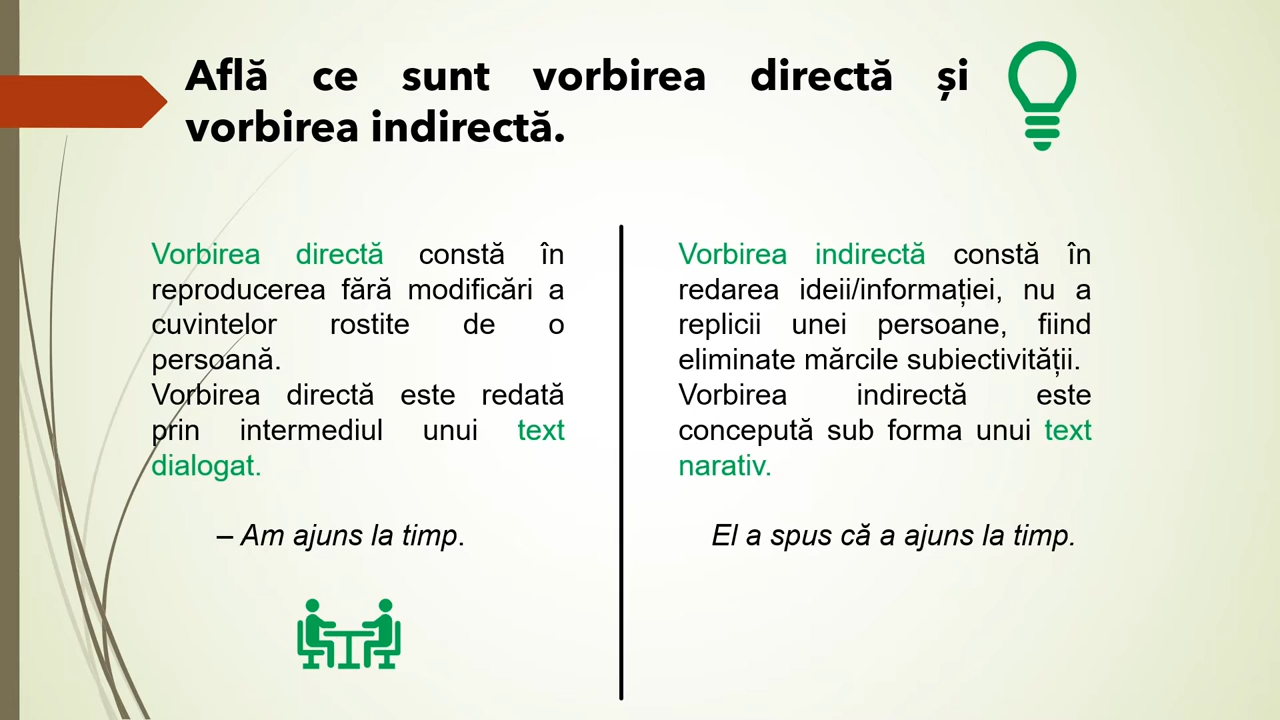 Află ce sunt vorbirea directă și
vorbirea indirectă.
Vorbirea directă constă în
reproducerea fără modificări a
cuvintelor rostite de o
persoană.
Vorbirea directă este redată
prin intermediul unui text
dialogat.
– Am ajuns la timp.
Vorbirea indirectă constă în
redarea ideii/informației, nu a
replicii unei persoane, fiind
eliminate mărcile subiectivității.
Vorbirea indirectă este
concepută sub forma unui text
narativ.
El a spus că a ajuns la timp.